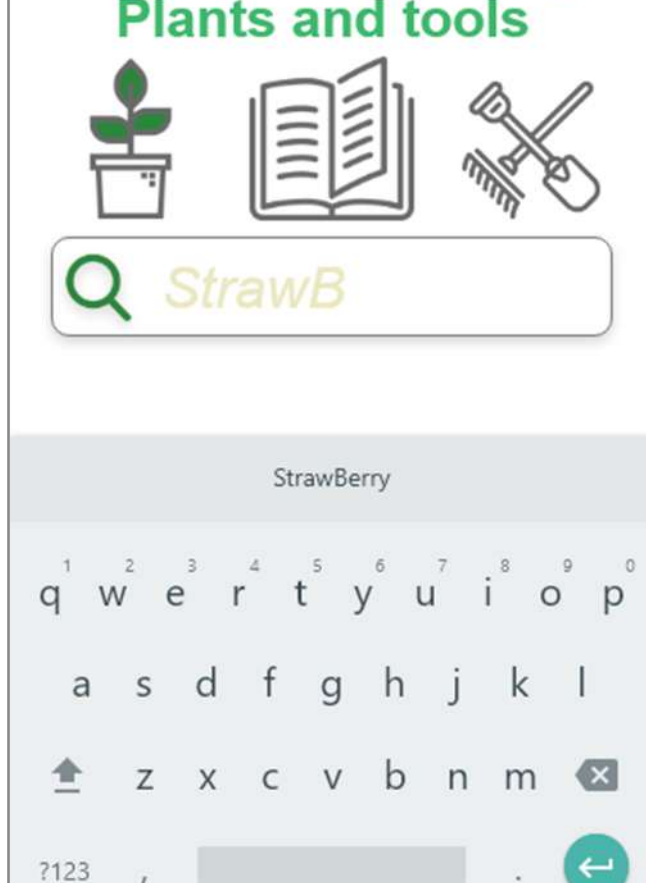 Plants and tools
StrawB
StrawBerry
1 2 3 4 5 6 7 8 9 0
q w e r t y u i o p
a s d f g h j k l
z x c v b n m
?123 , .